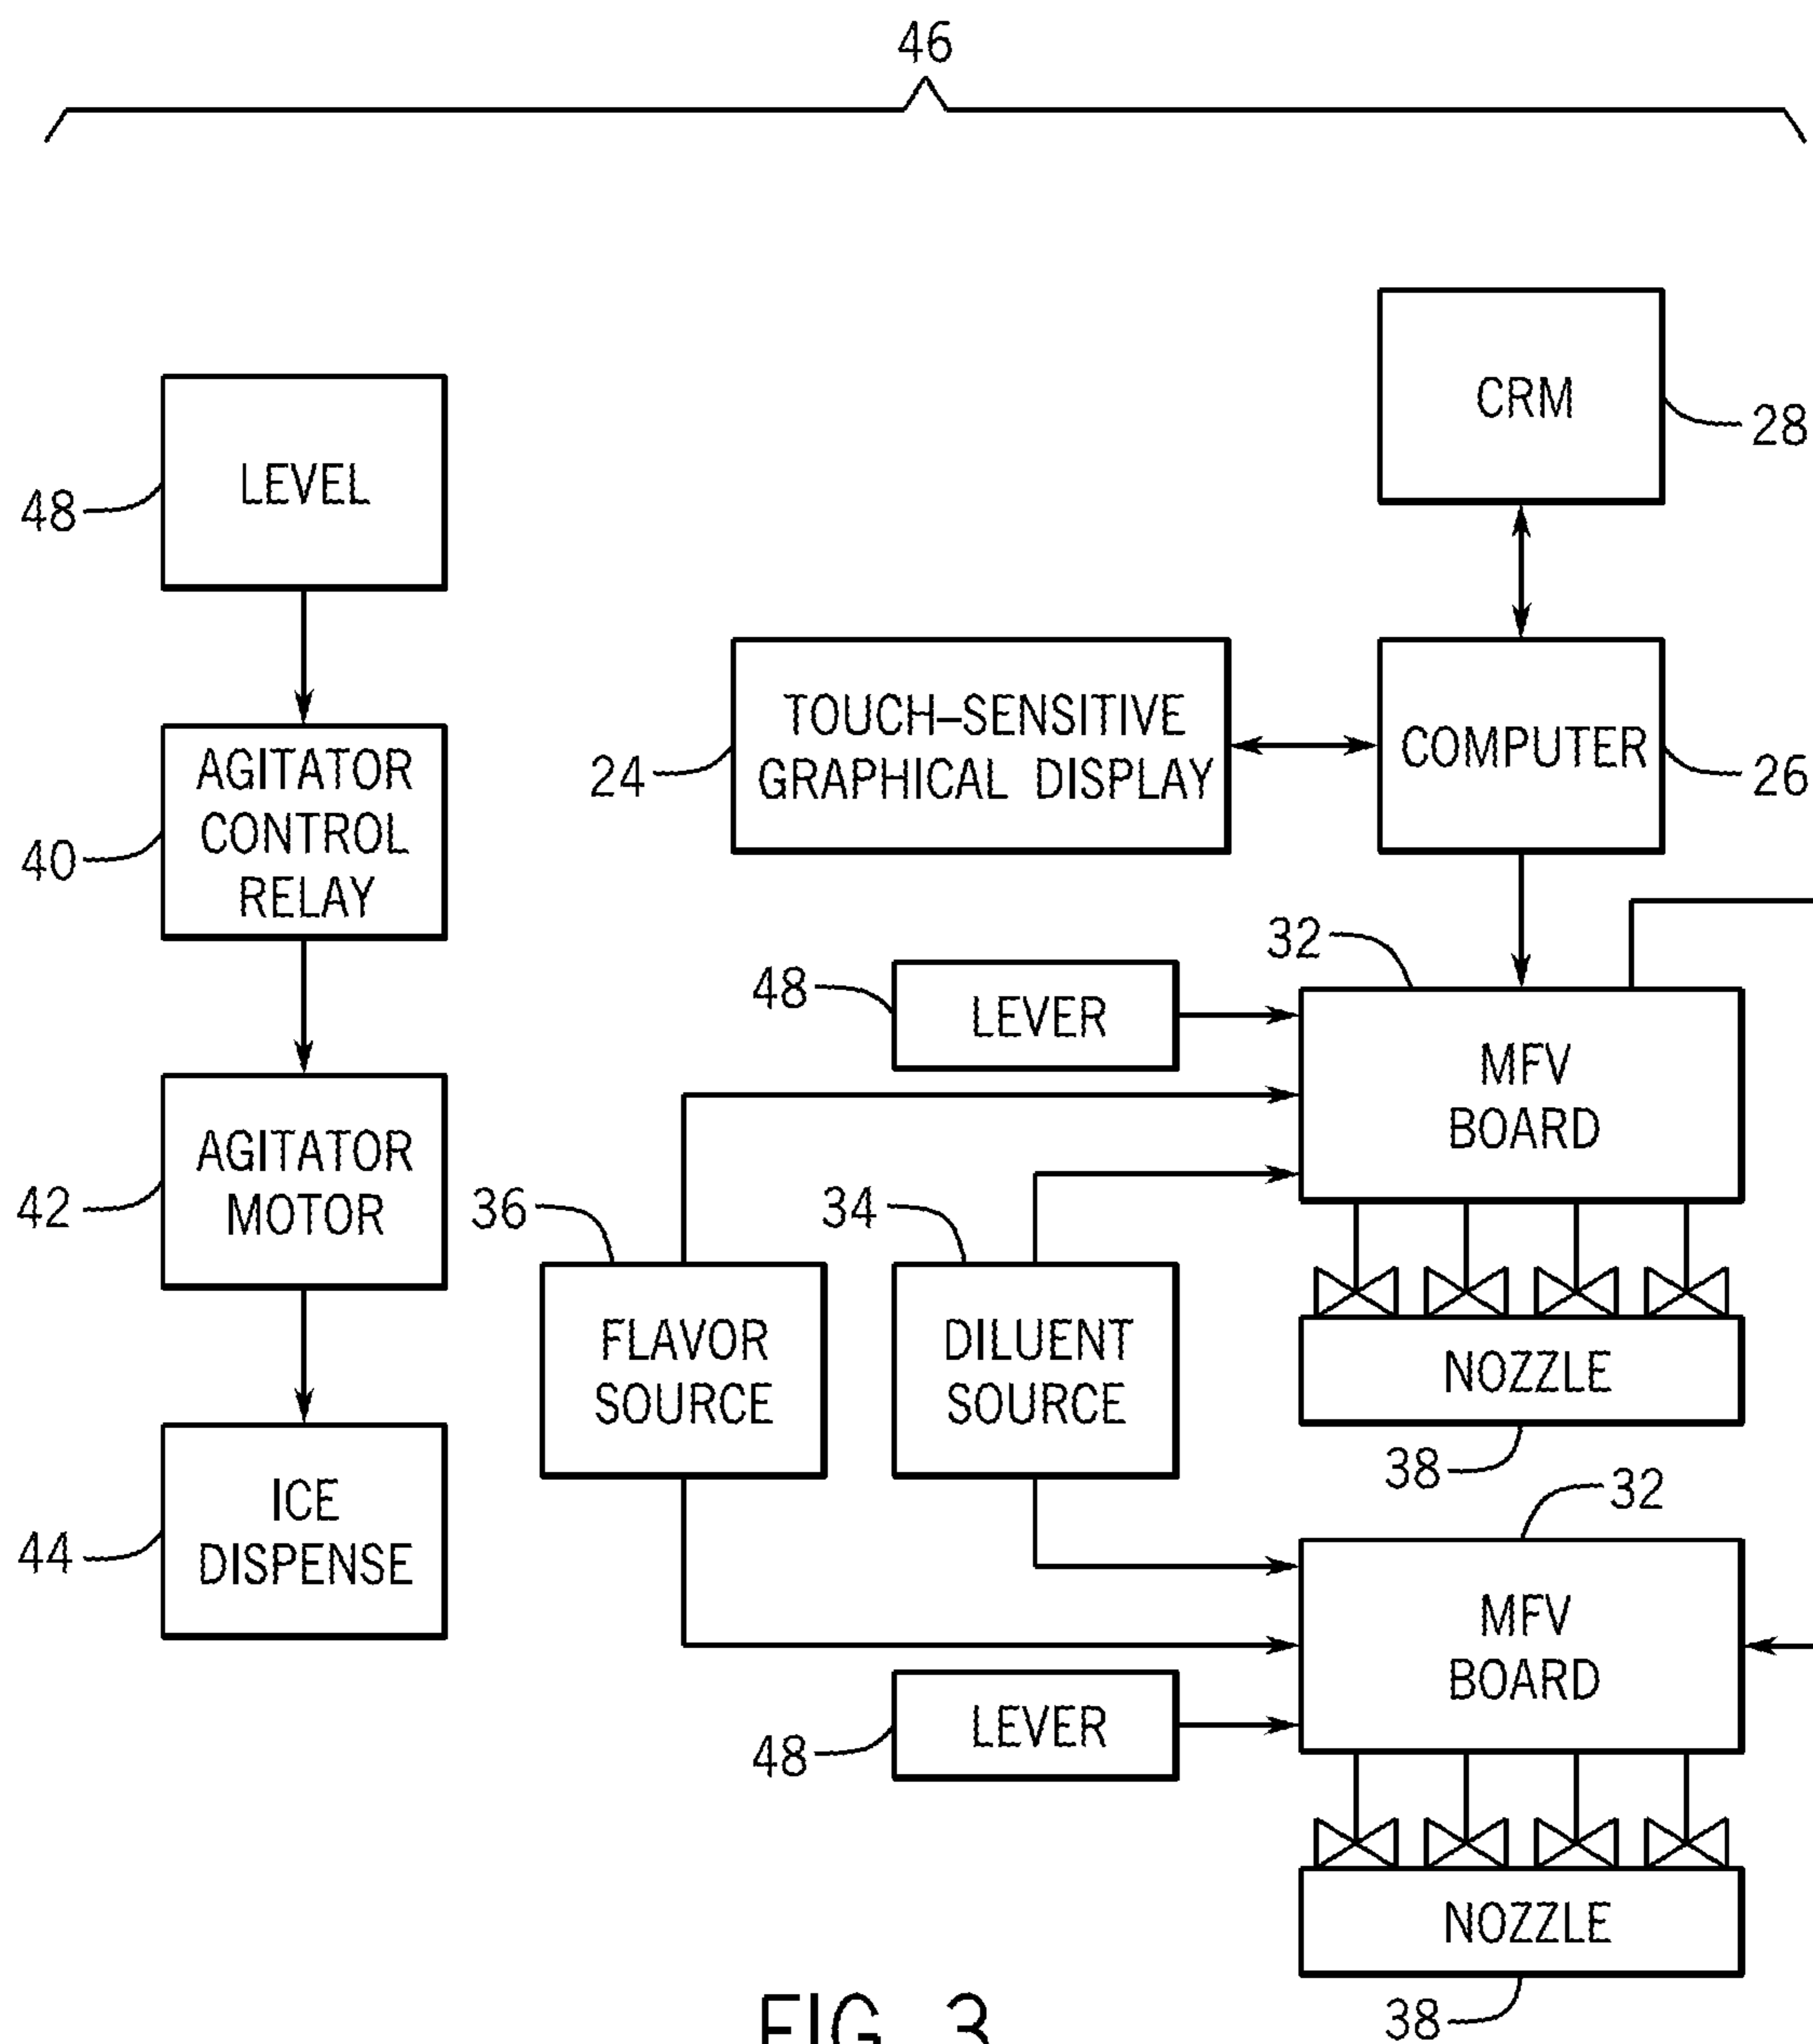 46
CRM
28
LEVEL
48
TOUCH-SENSITIVE
GRAPHICAL DISPLAY
24
COMPUTER
26
AGITATOR
CONTROL
RELAY
40
32
48
LEVER
MFV
BOARD
AGITATOR
MOTOR
42
36
34
FLAVOR
SOURCE
DILUENT
SOURCE
NOZZLE
38
ICE
DISPENSE
44
32
MFV
BOARD
LEVER
48
NOZZLE
38
FIG. 3